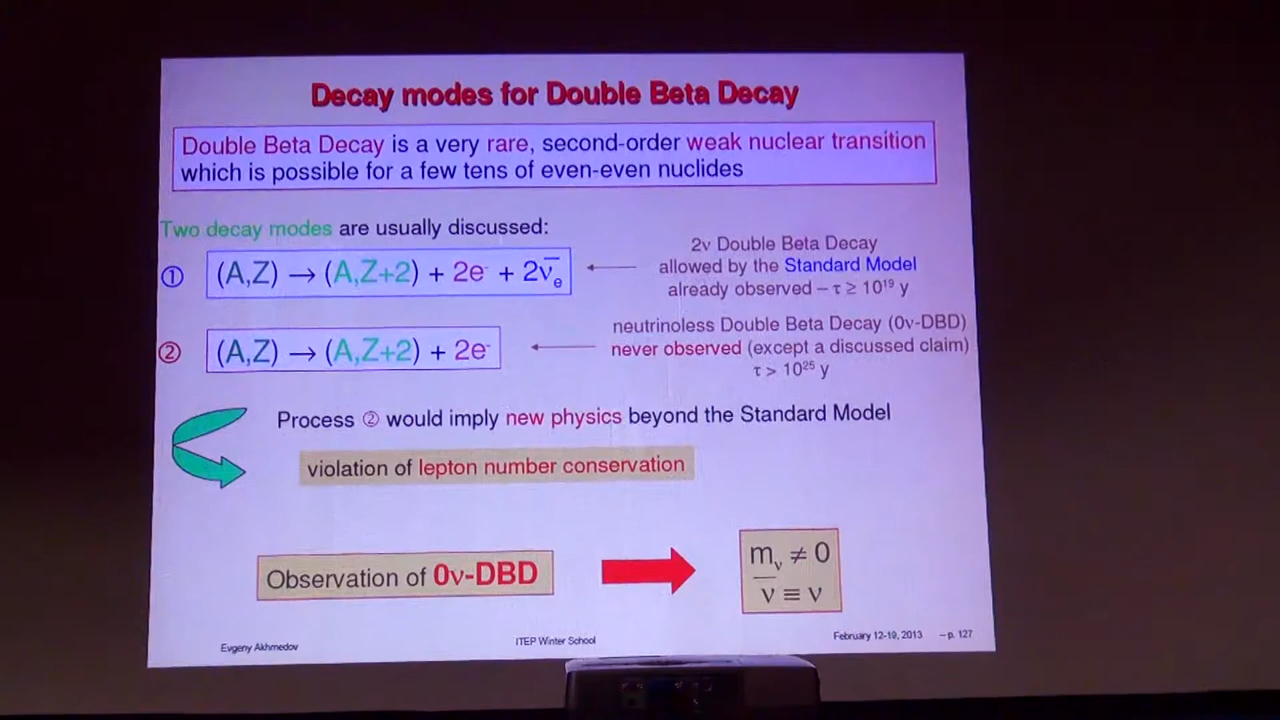 Decay modes for Double Beta Decay
Double Beta Decay is a very rare, second-order weak nuclear transition
which is possible for a few tens of even-even nuclides
Two decay modes are usually discussed:
① (A,Z) → (A,Z+2) + 2e⁻ + 2ν̅ₑ
2ν Double Beta Decay
allowed by the Standard Model
already observed – τ ≥ 10¹⁹ y
② (A,Z) → (A,Z+2) + 2e⁻
neutrinoless Double Beta Decay (0ν-DBD)
never observed (except a discussed claim)
τ > 10²⁵ y
Process ② would imply new physics beyond the Standard Model
violation of lepton number conservation
Observation of 0ν-DBD
mᵥ ≠ 0
ν̅ ≡ ν
Evgeny Akhmedov
ITEP Winter School
February 12-19, 2013 – p. 127